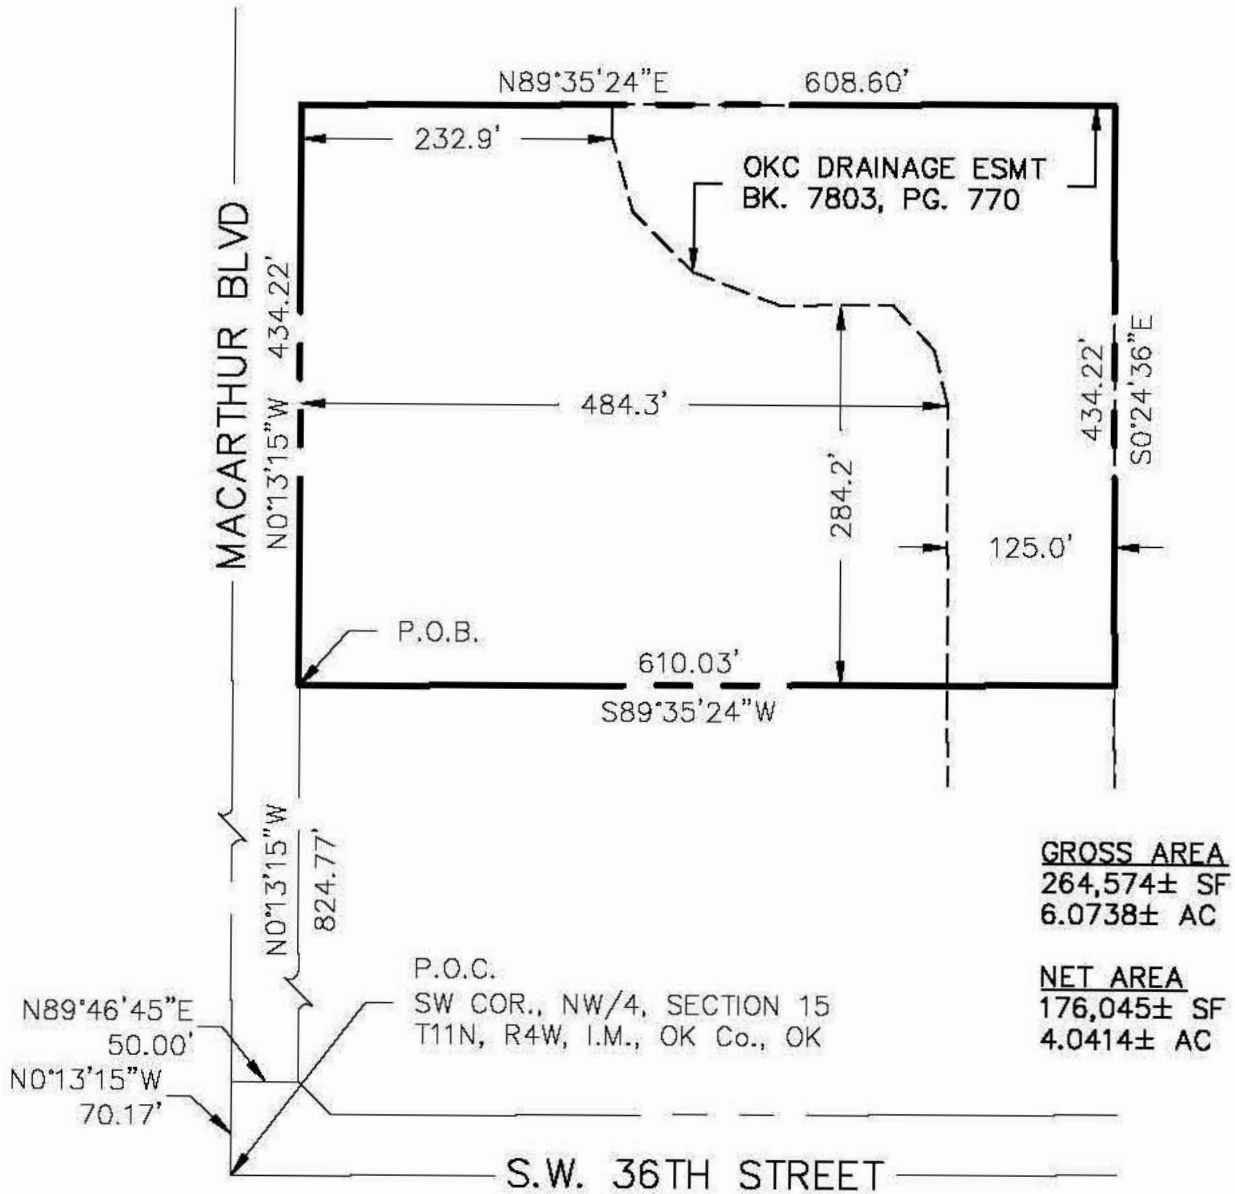 N89°35'24"E
608.60'
232.9'
OKC DRAINAGE ESMT
BK. 7803, PG. 770
MACARTHUR BLVD
N0°13'15"W
434.22'
434.22'
S0°24'36"E
484.3'
284.2'
125.0'
P.O.B.
610.03'
S89°35'24"W
N0°13'15"W
824.77'
GROSS AREA
264,574± SF
6.0738± AC
NET AREA
176,045± SF
4.0414± AC
P.O.C.
SW COR., NW/4, SECTION 15
T11N, R4W, I.M., OK Co., OK
N89°46'45"E
50.00'
N0°13'15"W
70.17'
S.W. 36TH STREET